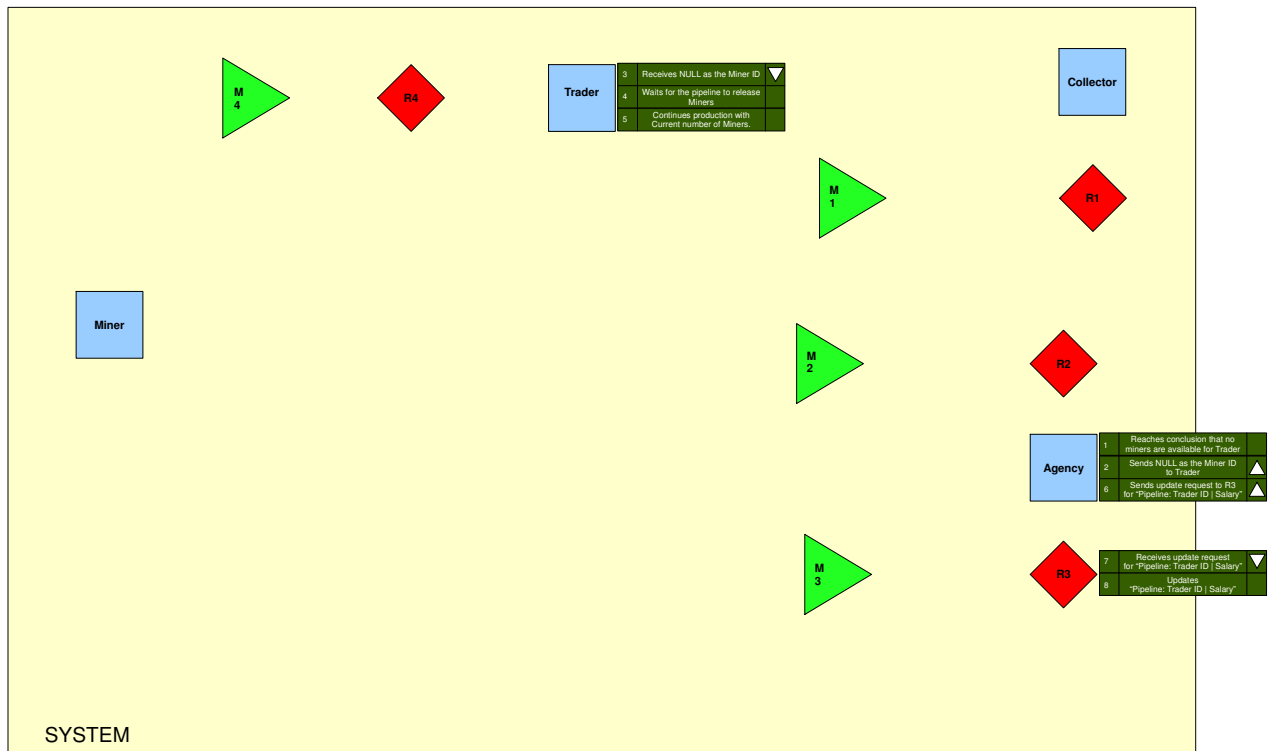 M
4
R4
Trader
3
Receives NULL as the Miner ID
4
Waits for the pipeline to release
Miners
5
Continues production with
Current number of Miners.
Collector
M
1
R1
Miner
M
2
R2
Agency
1
Reaches conclusion that no
miners are available for Trader
2
Sends NULL as the Miner ID
to Trader
6
Sends update request to R3
for “Pipeline: Trader ID | Salary”
M
3
R3
7
Receives update request
for “Pipeline: Trader ID | Salary”
8
Updates
“Pipeline: Trader ID | Salary”
SYSTEM